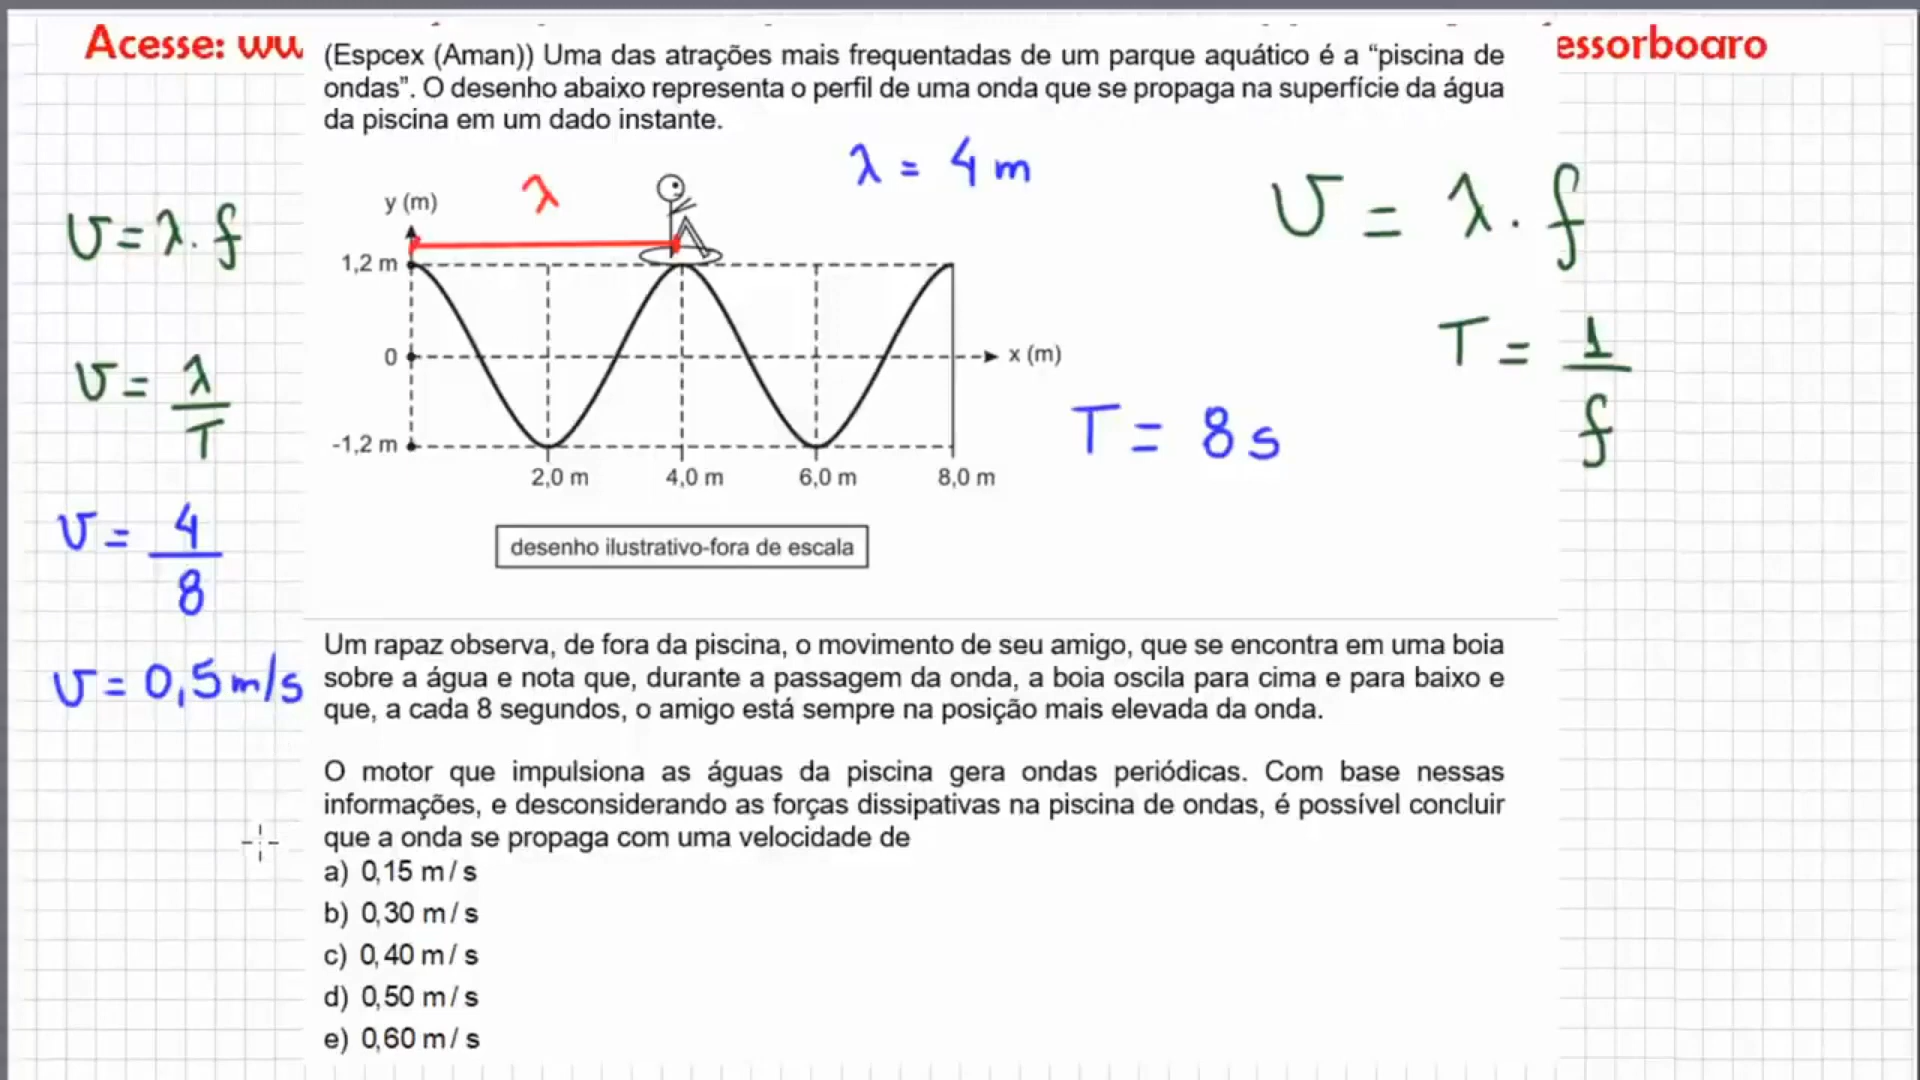 Acesse:
essorboaro
(Espcex (Aman)) Uma das atrações mais frequentadas de um parque aquático é a “piscina de
ondas”. O desenho abaixo representa o perfil de uma onda que se propaga na superfície da água
da piscina em um dado instante.
λ = 4 m
λ
y (m)
1,2 m
0
-1,2 m
x (m)
2,0 m 4,0 m 6,0 m 8,0 m
desenho ilustrativo-fora de escala
v = λ . f
T = 1/f
T = 8 s
v = λ . f
v = λ/T
v = 4/8
v = 0,5 m/s
Um rapaz observa, de fora da piscina, o movimento de seu amigo, que se encontra em uma boia
sobre a água e nota que, durante a passagem da onda, a boia oscila para cima e para baixo e
que, a cada 8 segundos, o amigo está sempre na posição mais elevada da onda.
O motor que impulsiona as águas da piscina gera ondas periódicas. Com base nessas
informações, e desconsiderando as forças dissipativas na piscina de ondas, é possível concluir
que a onda se propaga com uma velocidade de
a) 0,15 m / s
b) 0,30 m / s
c) 0,40 m / s
d) 0,50 m / s
e) 0,60 m / s